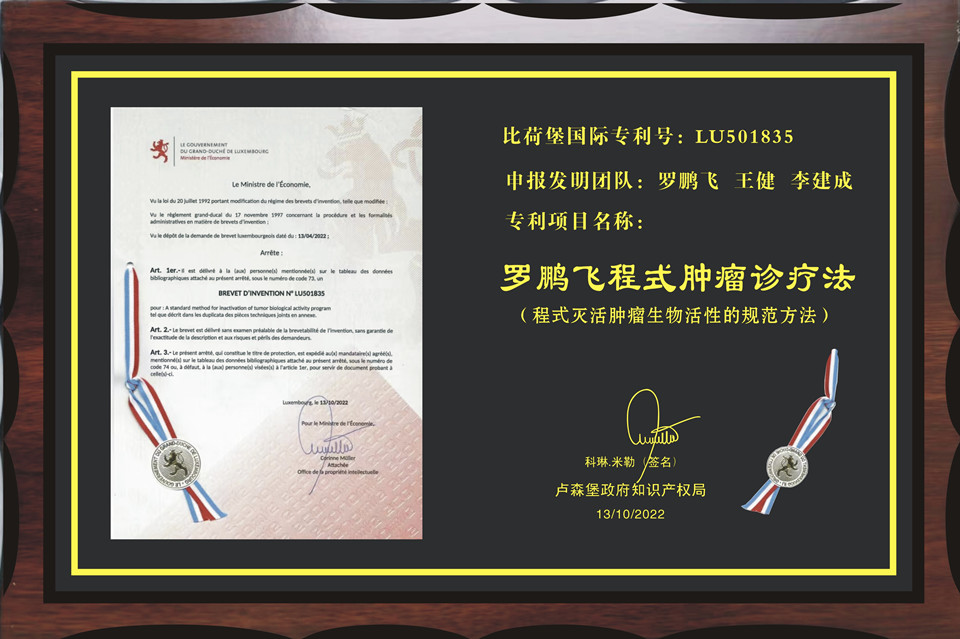 LE GOUVERNEMENT
DU GRAND-DUCHÉ DE LUXEMBOURG
Ministère de l'Économie
Le Ministre de l'Économie,
Vu la loi du 20 juillet 1992 portant modification du régime des brevets d'invention, telle que modifiée ;
Vu le règlement grand-ducal du 17 novembre 1997 concernant la procédure et les formalités
administratives en matière de brevets d'invention ;
Vu le dépôt de la demande de brevet luxembourgeois daté du : 13/04/2022 ;
Arrête :
Art. 1er.- Il est délivré à la (aux) personne(s) mentionnée(s) sur le tableau des données
bibliographiques attaché au présent arrêté, sous le numéro de code 73, un
BREVET D'INVENTION N° LU501835
pour : A standard method for inactivation of tumor biological activity program
tel que décrit dans les duplicata des pièces techniques joints en annexe.
Art. 2.- Le brevet est délivré sans examen préalable de la brevetabilité de l'invention, sans garantie de
l'exactitude de la description et aux risques et périls des demandeurs.
Art. 3.- Le présent arrêté, qui constitue le titre de protection, est expédié au(x) mandataire(s) agréé(s),
mentionné(s) sur le tableau des données bibliographiques attaché au présent arrêté, sous le numéro de
code 74 ou, à défaut, à la (aux) personne(s) visée(s) à l'article 1er, pour servir de document probant à
celle(s)-ci.
Luxembourg, le 13/10/2022
Pour le Ministre de l'Économie,
Corinne Müller
Attachée
Office de la propriété intellectuelle
比荷堡国际专利号：LU501835
申报发明团队：罗鹏飞 王健 李建成
专利项目名称：
罗鹏飞程式肿瘤诊疗法
（程式灭活肿瘤生物活性的规范方法）
科琳.米勒（签名）
卢森堡政府知识产权局
13/10/2022